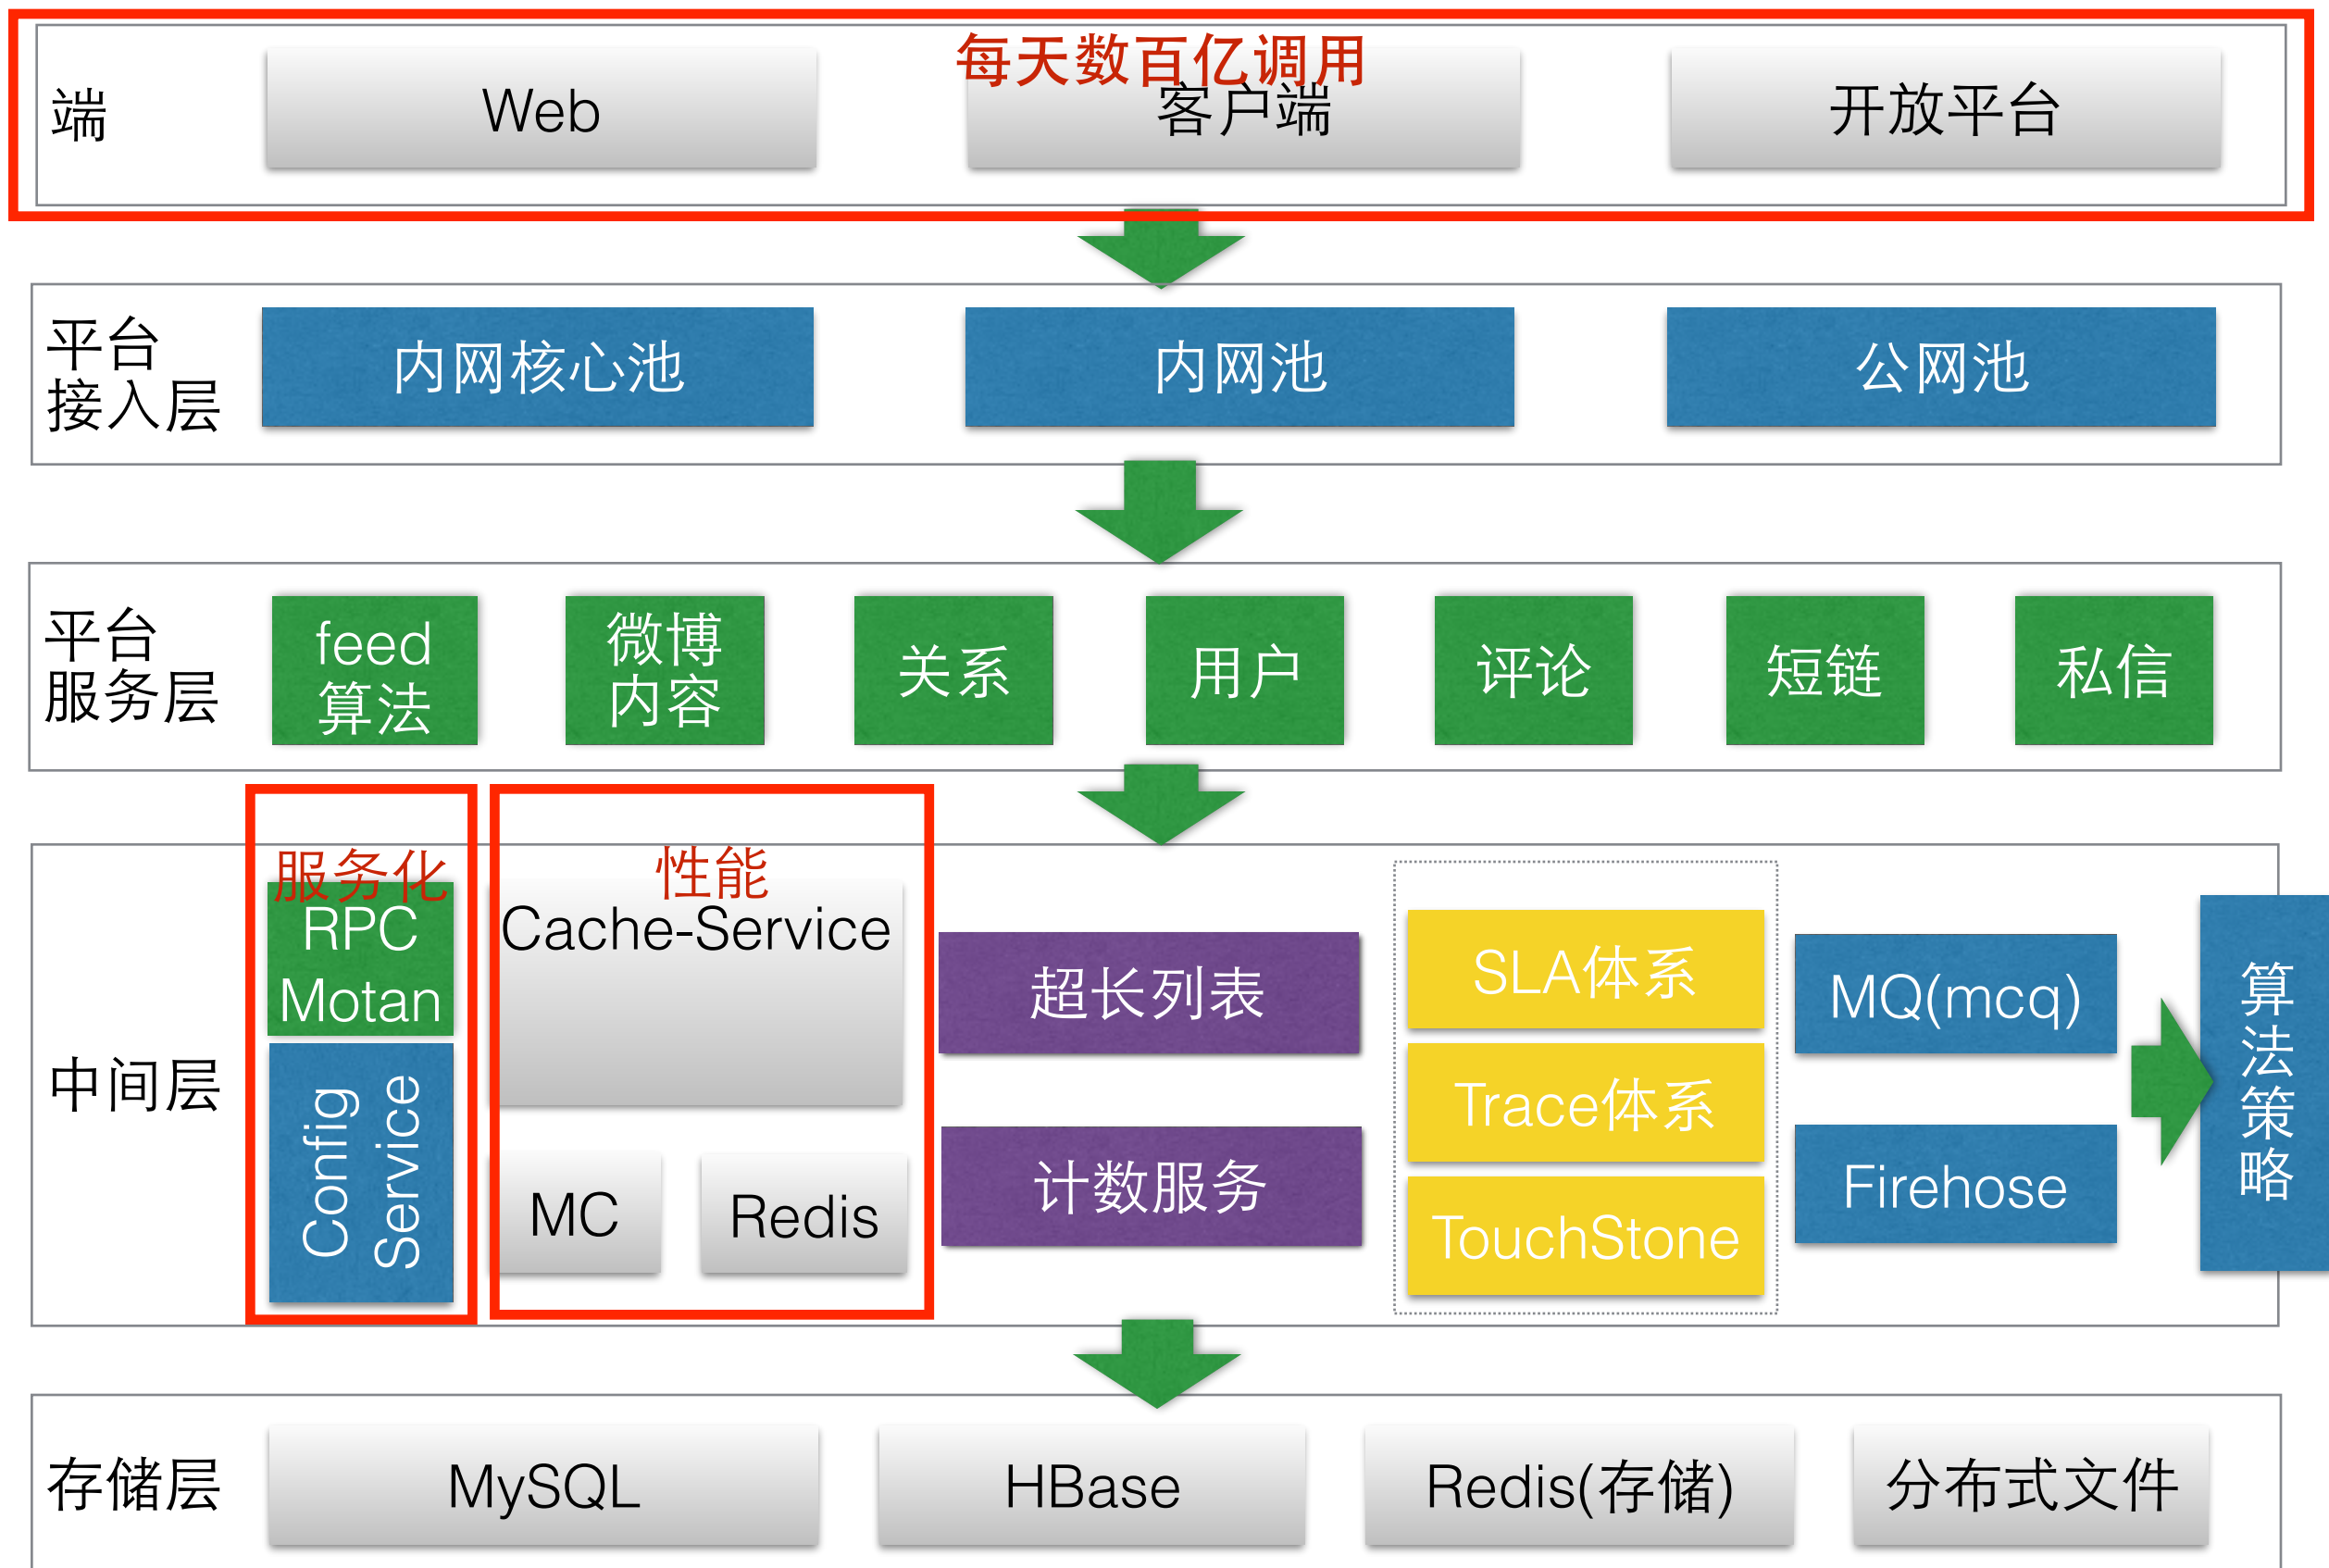 每天数百亿调用
端
Web
客户端
开放平台
平台
接入层
内网核心池
内网池
公网池
平台
服务层
feed
算法
微博
内容
关系
用户
评论
短链
私信
中间层
服务化
RPC
Motan
Config
Service
性能
Cache-Service
MC
Redis
超长列表
计数服务
SLA体系
Trace体系
TouchStone
MQ(mcq)
Firehose
算法策略
存储层
MySQL
HBase
Redis(存储)
分布式文件